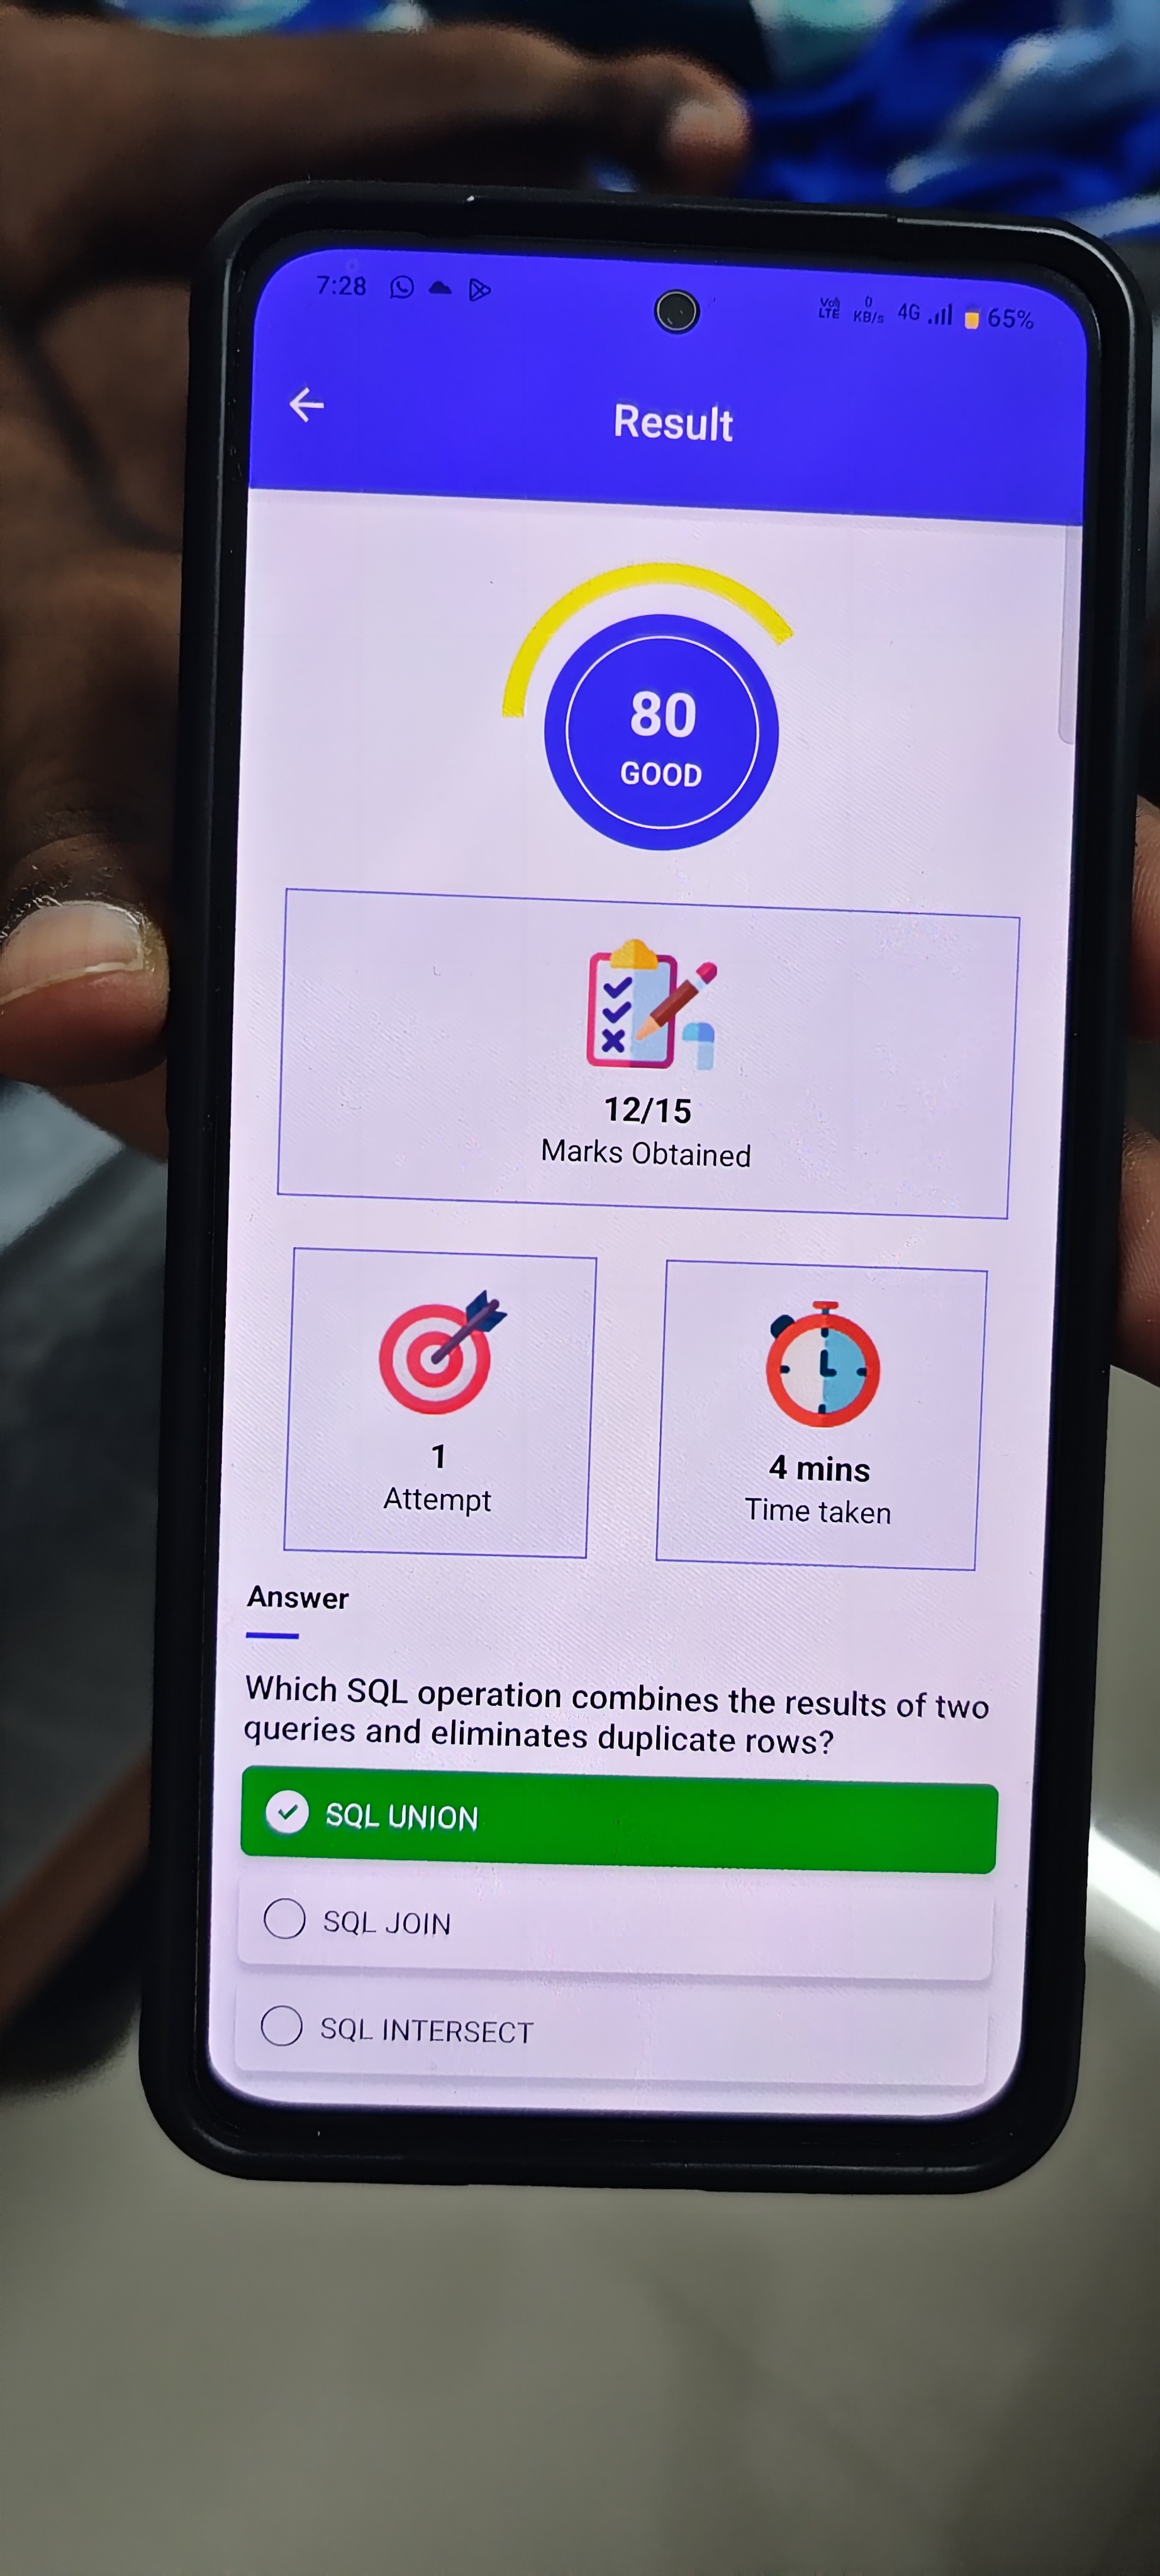 7:28
Vo)) LTE 0 KB/s 4G 65%
Result
80
GOOD
12/15
Marks Obtained
1
Attempt
4 mins
Time taken
Answer
Which SQL operation combines the results of two
queries and eliminates duplicate rows?
SQL UNION
SQL JOIN
SQL INTERSECT